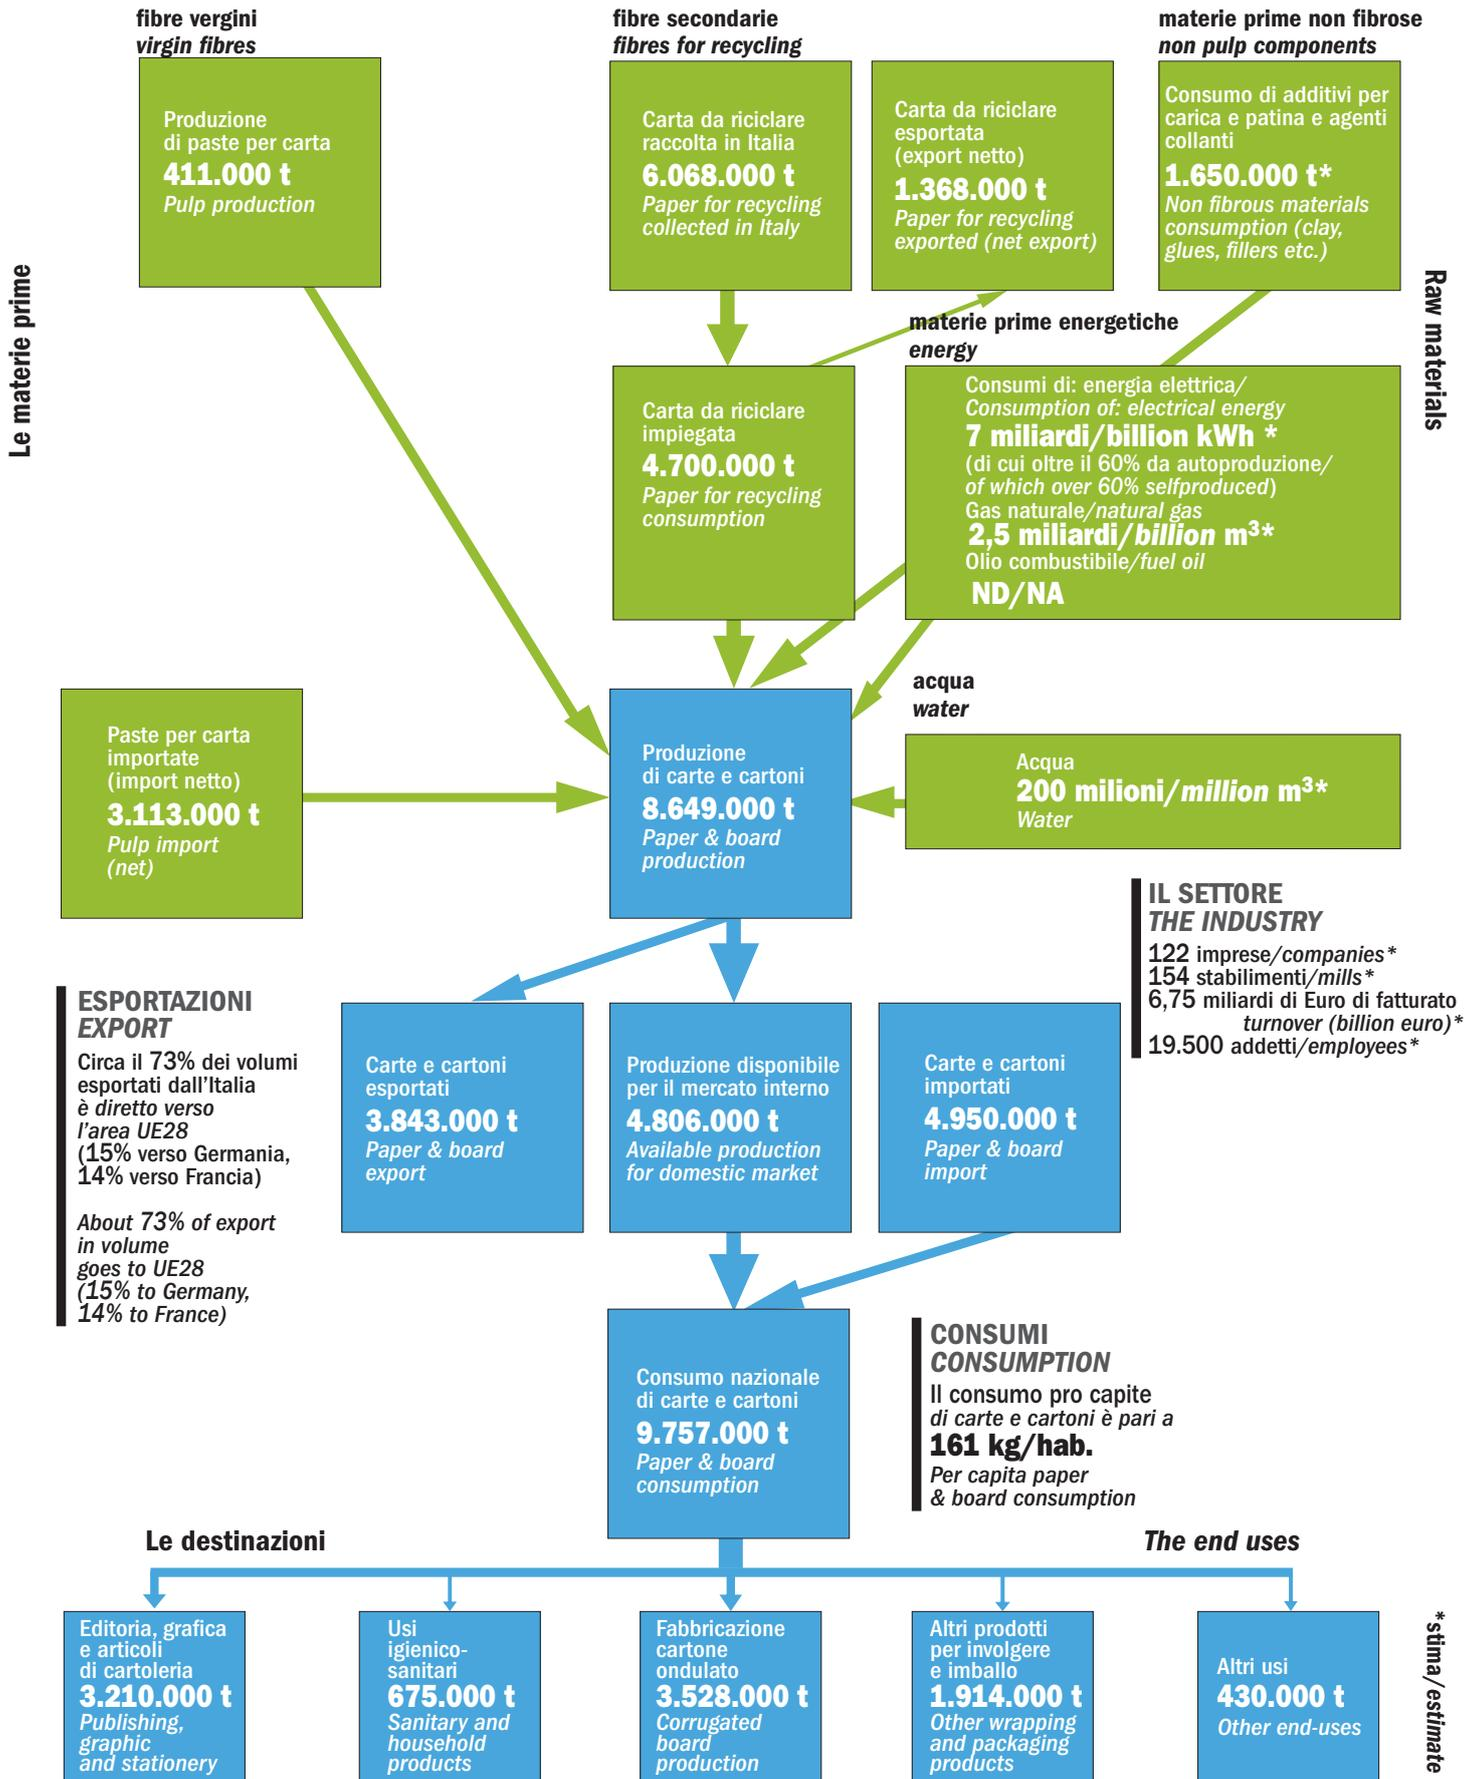 fibre vergini
virgin fibres
fibre secondarie
fibres for recycling
materie prime non fibrose
non pulp components
Le materie prime
Raw materials
Produzione
di paste per carta
411.000 t
Pulp production
Carta da riciclare
raccolta in Italia
6.068.000 t
Paper for recycling
collected in Italy
Carta da riciclare
esportata
(export netto)
1.368.000 t
Paper for recycling
exported (net export)
Consumo di additivi per
carica e patina e agenti
collanti
1.650.000 t*
Non fibrous materials
consumption (clay,
glues, fillers etc.)
materie prime energetiche
energy
Carta da riciclare
impiegata
4.700.000 t
Paper for recycling
consumption
Consumi di: energia elettrica/
Consumption of: electrical energy
7 miliardi/billion kWh *
(di cui oltre il 60% da autoproduzione/
of which over 60% selfproduced)
Gas naturale/natural gas
2,5 miliardi/billion m³*
Olio combustibile/fuel oil
ND/NA
Paste per carta
importate
(import netto)
3.113.000 t
Pulp import
(net)
Produzione
di carte e cartoni
8.649.000 t
Paper & board
production
acqua
water
Acqua
200 milioni/million m³*
Water
IL SETTORE
THE INDUSTRY
122 imprese/companies*
154 stabilimenti/mills*
6,75 miliardi di Euro di fatturato
turnover (billion euro)*
19.500 addetti/employees*
ESPORTAZIONI
EXPORT
Circa il 73% dei volumi
esportati dall'Italia
è diretto verso
l'area UE28
(15% verso Germania,
14% verso Francia)
About 73% of export
in volume
goes to UE28
(15% to Germany,
14% to France)
Carte e cartoni
esportati
3.843.000 t
Paper & board
export
Produzione disponibile
per il mercato interno
4.806.000 t
Available production
for domestic market
Carte e cartoni
importati
4.950.000 t
Paper & board
import
Consumo nazionale
di carte e cartoni
9.757.000 t
Paper & board
consumption
CONSUMI
CONSUMPTION
Il consumo pro capite
di carte e cartoni è pari a
161 kg/hab.
Per capita paper
& board consumption
Le destinazioni
The end uses
Editoria, grafica
e articoli
di cartoleria
3.210.000 t
Publishing,
graphic
and stationery
Usi
igienico-
sanitari
675.000 t
Sanitary and
household
products
Fabbricazione
cartone
ondulato
3.528.000 t
Corrugated
board
production
Altri prodotti
per involgere
e imballo
1.914.000 t
Other wrapping
and packaging
products
Altri usi
430.000 t
Other end-uses
*stima/estimate